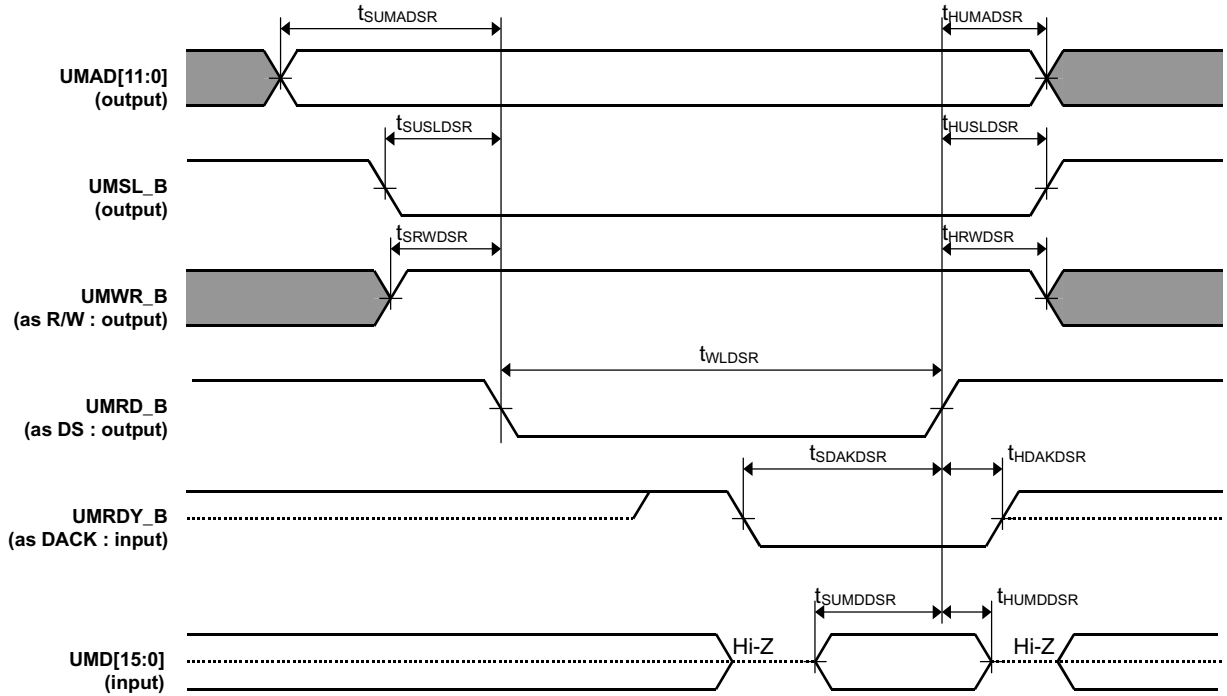 tSUMADSR
tHUMADSR
UMAD[11:0]
(output)
tSUSLDSR
tHUSLDSR
UMSL_B
(output)
tSRWDSR
tHRWDSR
UMWR_B
(as R/W : output)
tWLDSR
UMRD_B
(as DS : output)
tSDAKDSR
tHDAKDSR
UMRDY_B
(as DACK : input)
tSUMDDSR
tHUMDDSR
Hi-Z
Hi-Z
UMD[15:0]
(input)